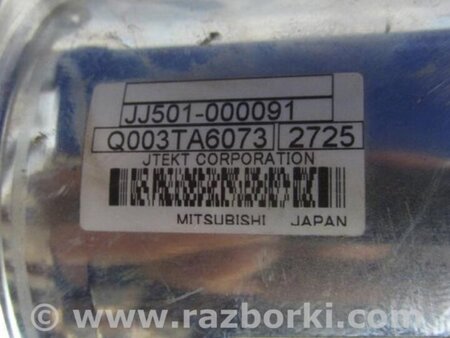 JJ501-000091
Q003TA6073 2725
JTEKT CORPORATION
MITSUBISHI JAPAN
© www.razborki.com